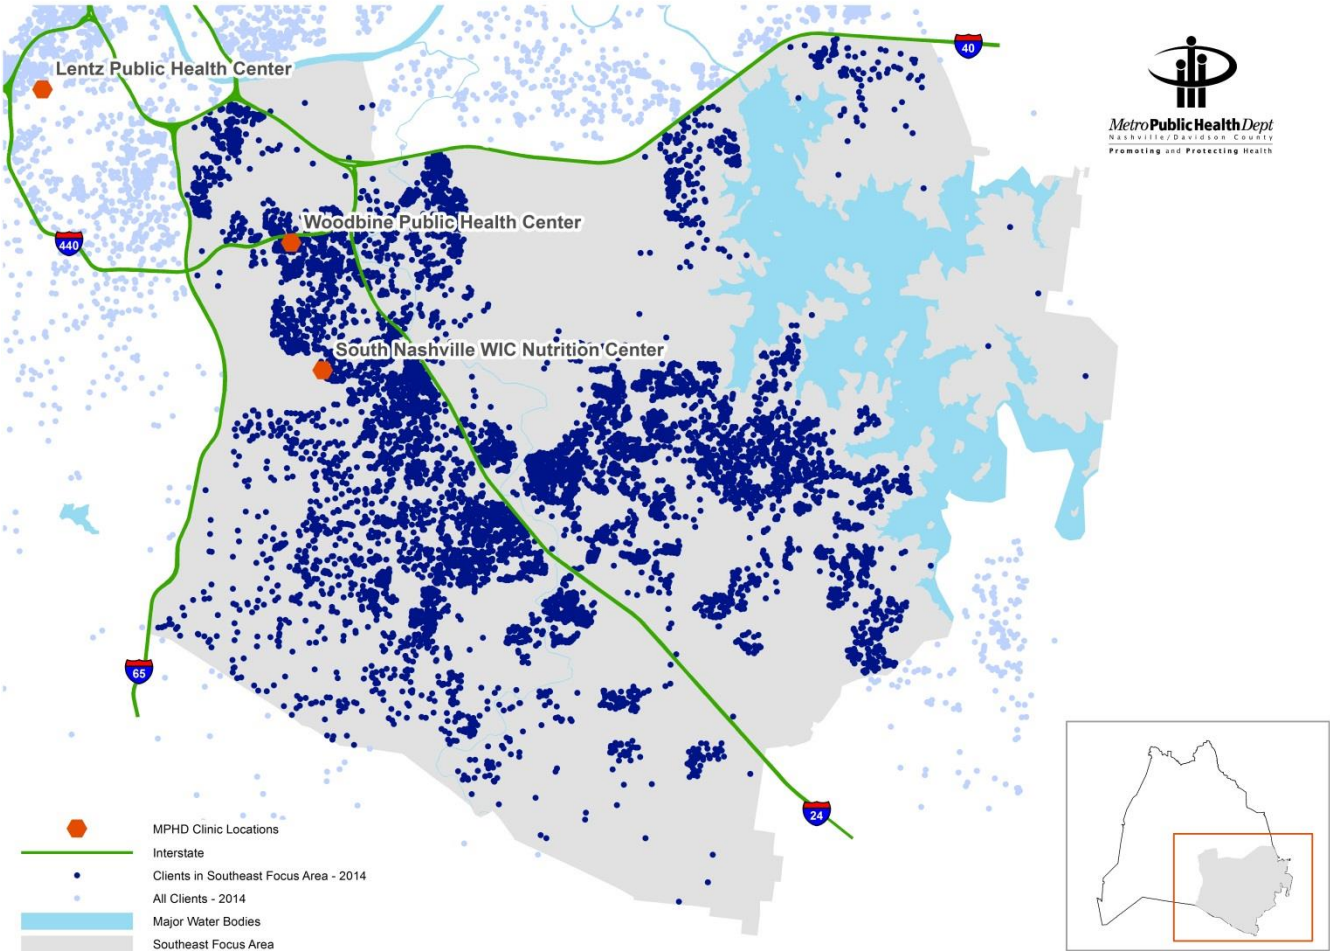 40
Lentz Public Health Center
MetroPublicHealthDept
Nashville/Davidson County
Promoting and Protecting Health
Woodbine Public Health Center
440
South Nashville WIC Nutrition Center
65
24
MPHD Clinic Locations
Interstate
Clients in Southeast Focus Area - 2014
All Clients - 2014
Major Water Bodies
Southeast Focus Area